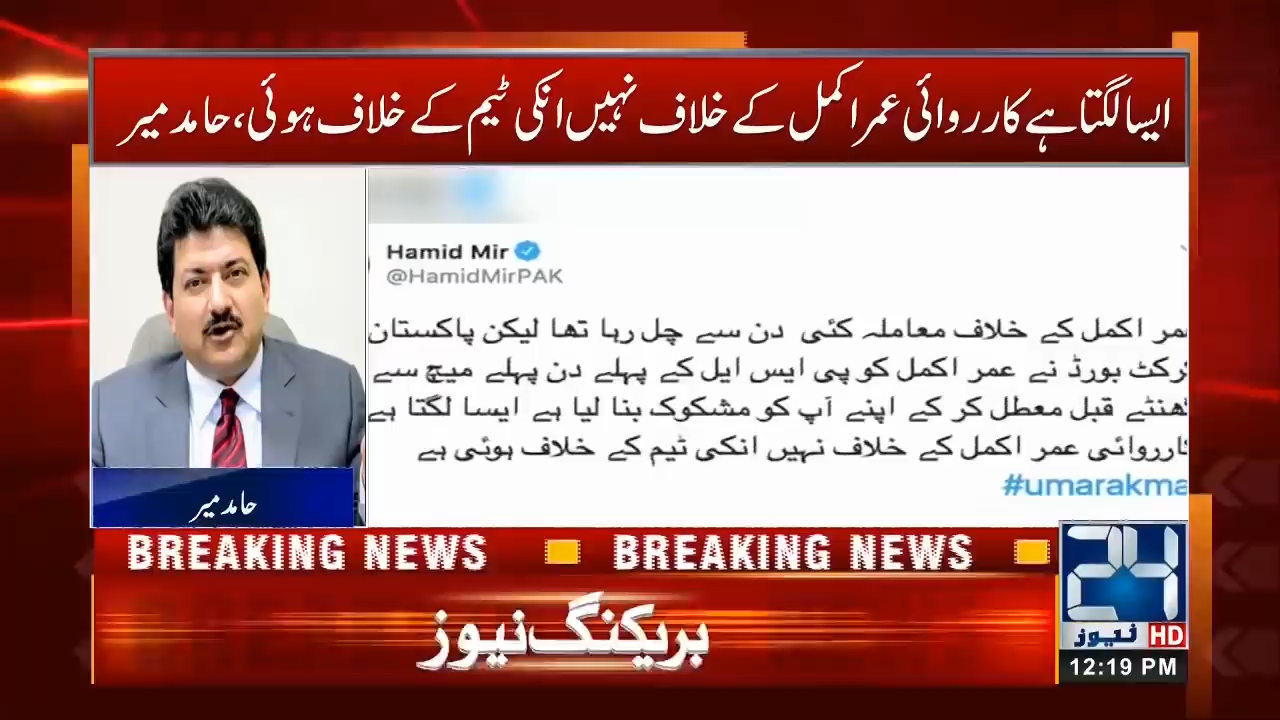 ایسا لگتا ہے کارروائی عمر اکمل کے خلاف نہیں انکی ٹیم کے خلاف ہوئی، حامد میر
Hamid Mir
@HamidMirPAK
عمر اکمل کے خلاف معاملہ کئی دن سے چل رہا تھا لیکن پاکستان
کرکٹ بورڈ نے عمر اکمل کو پی ایس ایل کے پہلے دن پہلے میچ سے
گھنٹے قبل معطل کر کے اپنے آپ کو مشکوک بنا لیا ہے ایسا لگتا ہے
کارروائی عمر اکمل کے خلاف نہیں انکی ٹیم کے خلاف ہوئی ہے
#umarakma
حامد میر
BREAKING NEWS BREAKING NEWS
بریکنگ نیوز
24
نیوز HD
12:19 PM